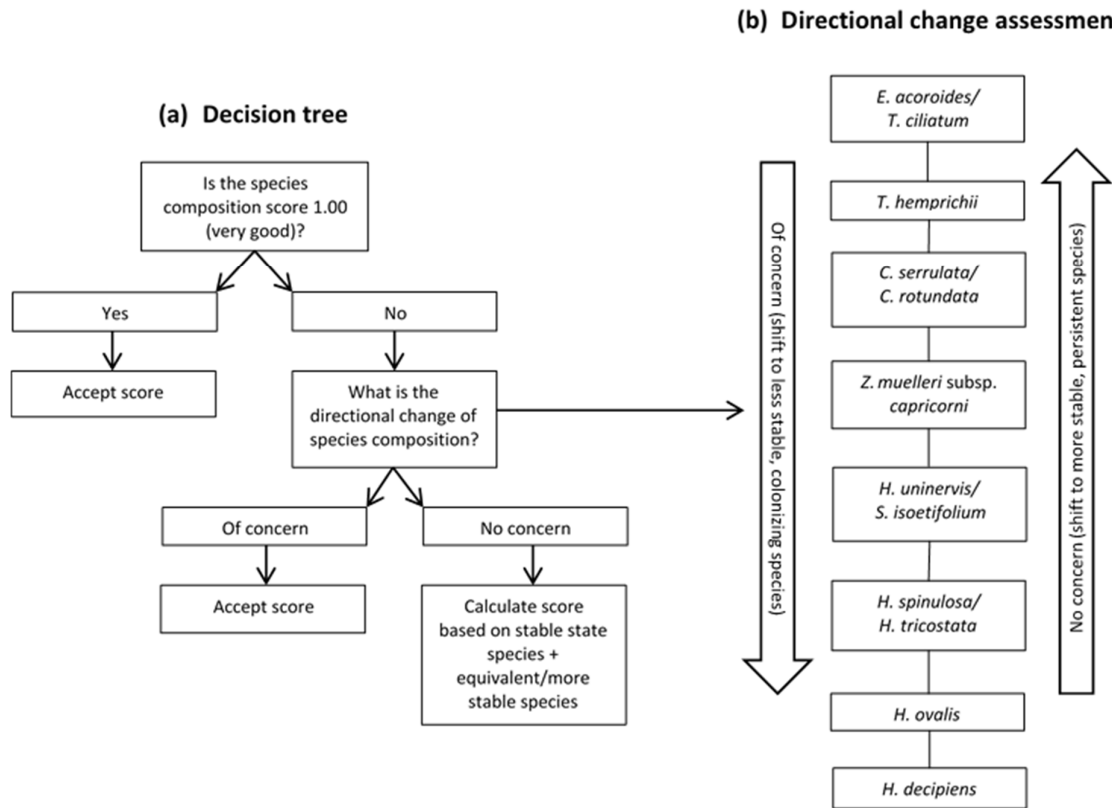 (b) Directional change assessmen
(a) Decision tree
Is the species
composition score 1.00
(very good)?
Yes
No
Accept score
What is the
directional change of
species composition?
Of concern
No concern
Accept score
Calculate score
based on stable state
species +
equivalent/more
stable species
Of concern (shift to less stable, colonizing species)
E. acoroides/
T. ciliatum
T. hemprichii
C. serrulata/
C. rotundata
Z. muelleri subsp.
capricorni
H. uninervis/
S. isoetifolium
H. spinulosa/
H. tricostata
H. ovalis
H. decipiens
No concern (shift to more stable, persistent species)